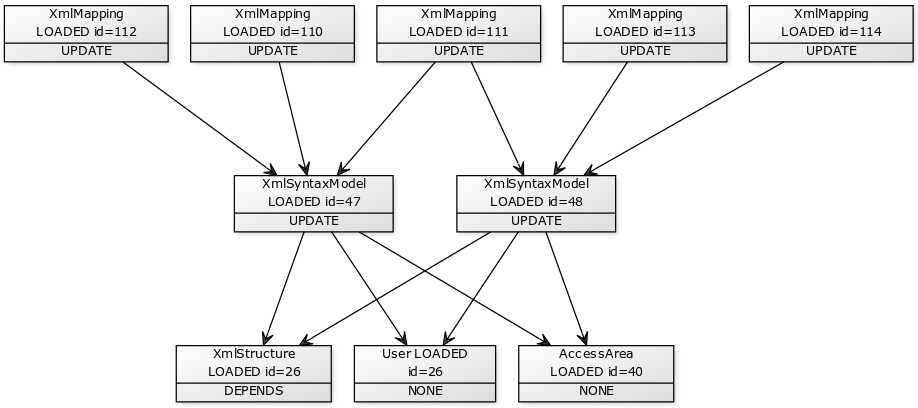 XmlMapping
LOADED id=112
UPDATE
XmlMapping
LOADED id=110
UPDATE
XmlMapping
LOADED id=111
UPDATE
XmlMapping
LOADED id=113
UPDATE
XmlMapping
LOADED id=114
UPDATE
XmlSyntaxModel
LOADED id=47
UPDATE
XmlSyntaxModel
LOADED id=48
UPDATE
XmlStructure
LOADED id=26
DEPENDS
User LOADED
id=26
NONE
AccessArea
LOADED id=40
NONE